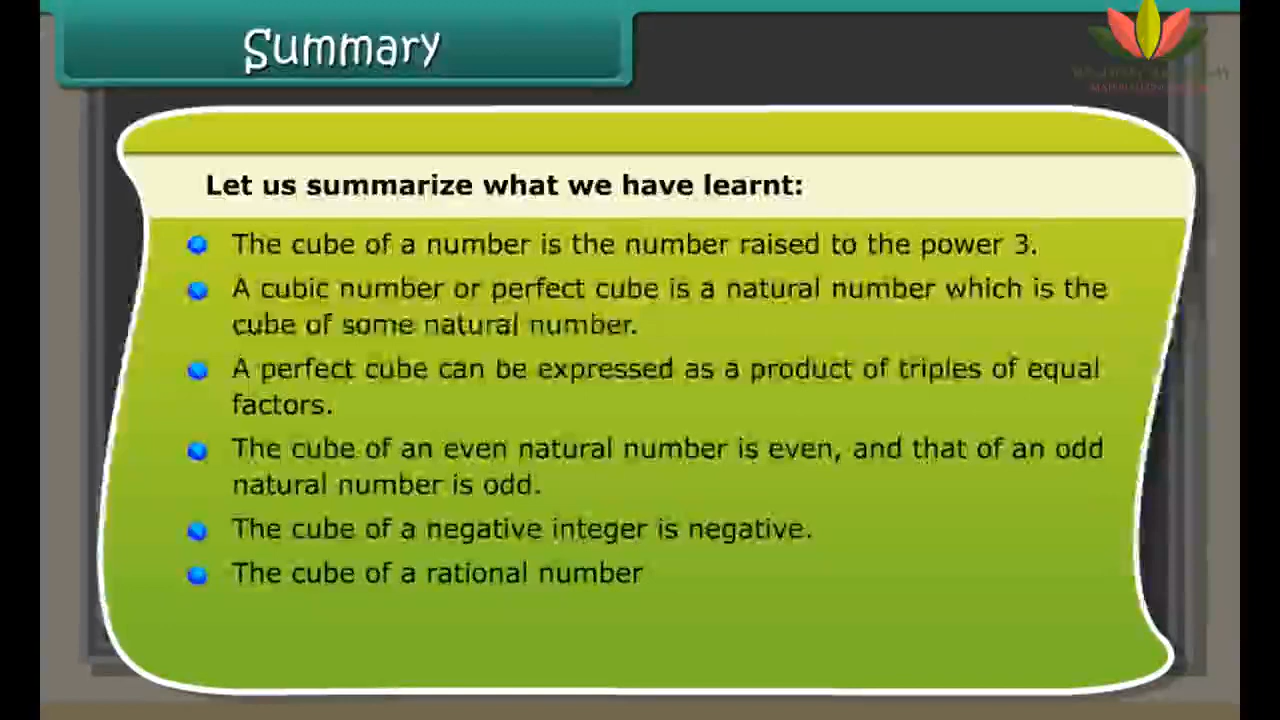 Summary
Let us summarize what we have learnt:
The cube of a number is the number raised to the power 3.
A cubic number or perfect cube is a natural number which is the
cube of some natural number.
A perfect cube can be expressed as a product of triples of equal
factors.
The cube of an even natural number is even, and that of an odd
natural number is odd.
The cube of a negative integer is negative.
The cube of a rational number